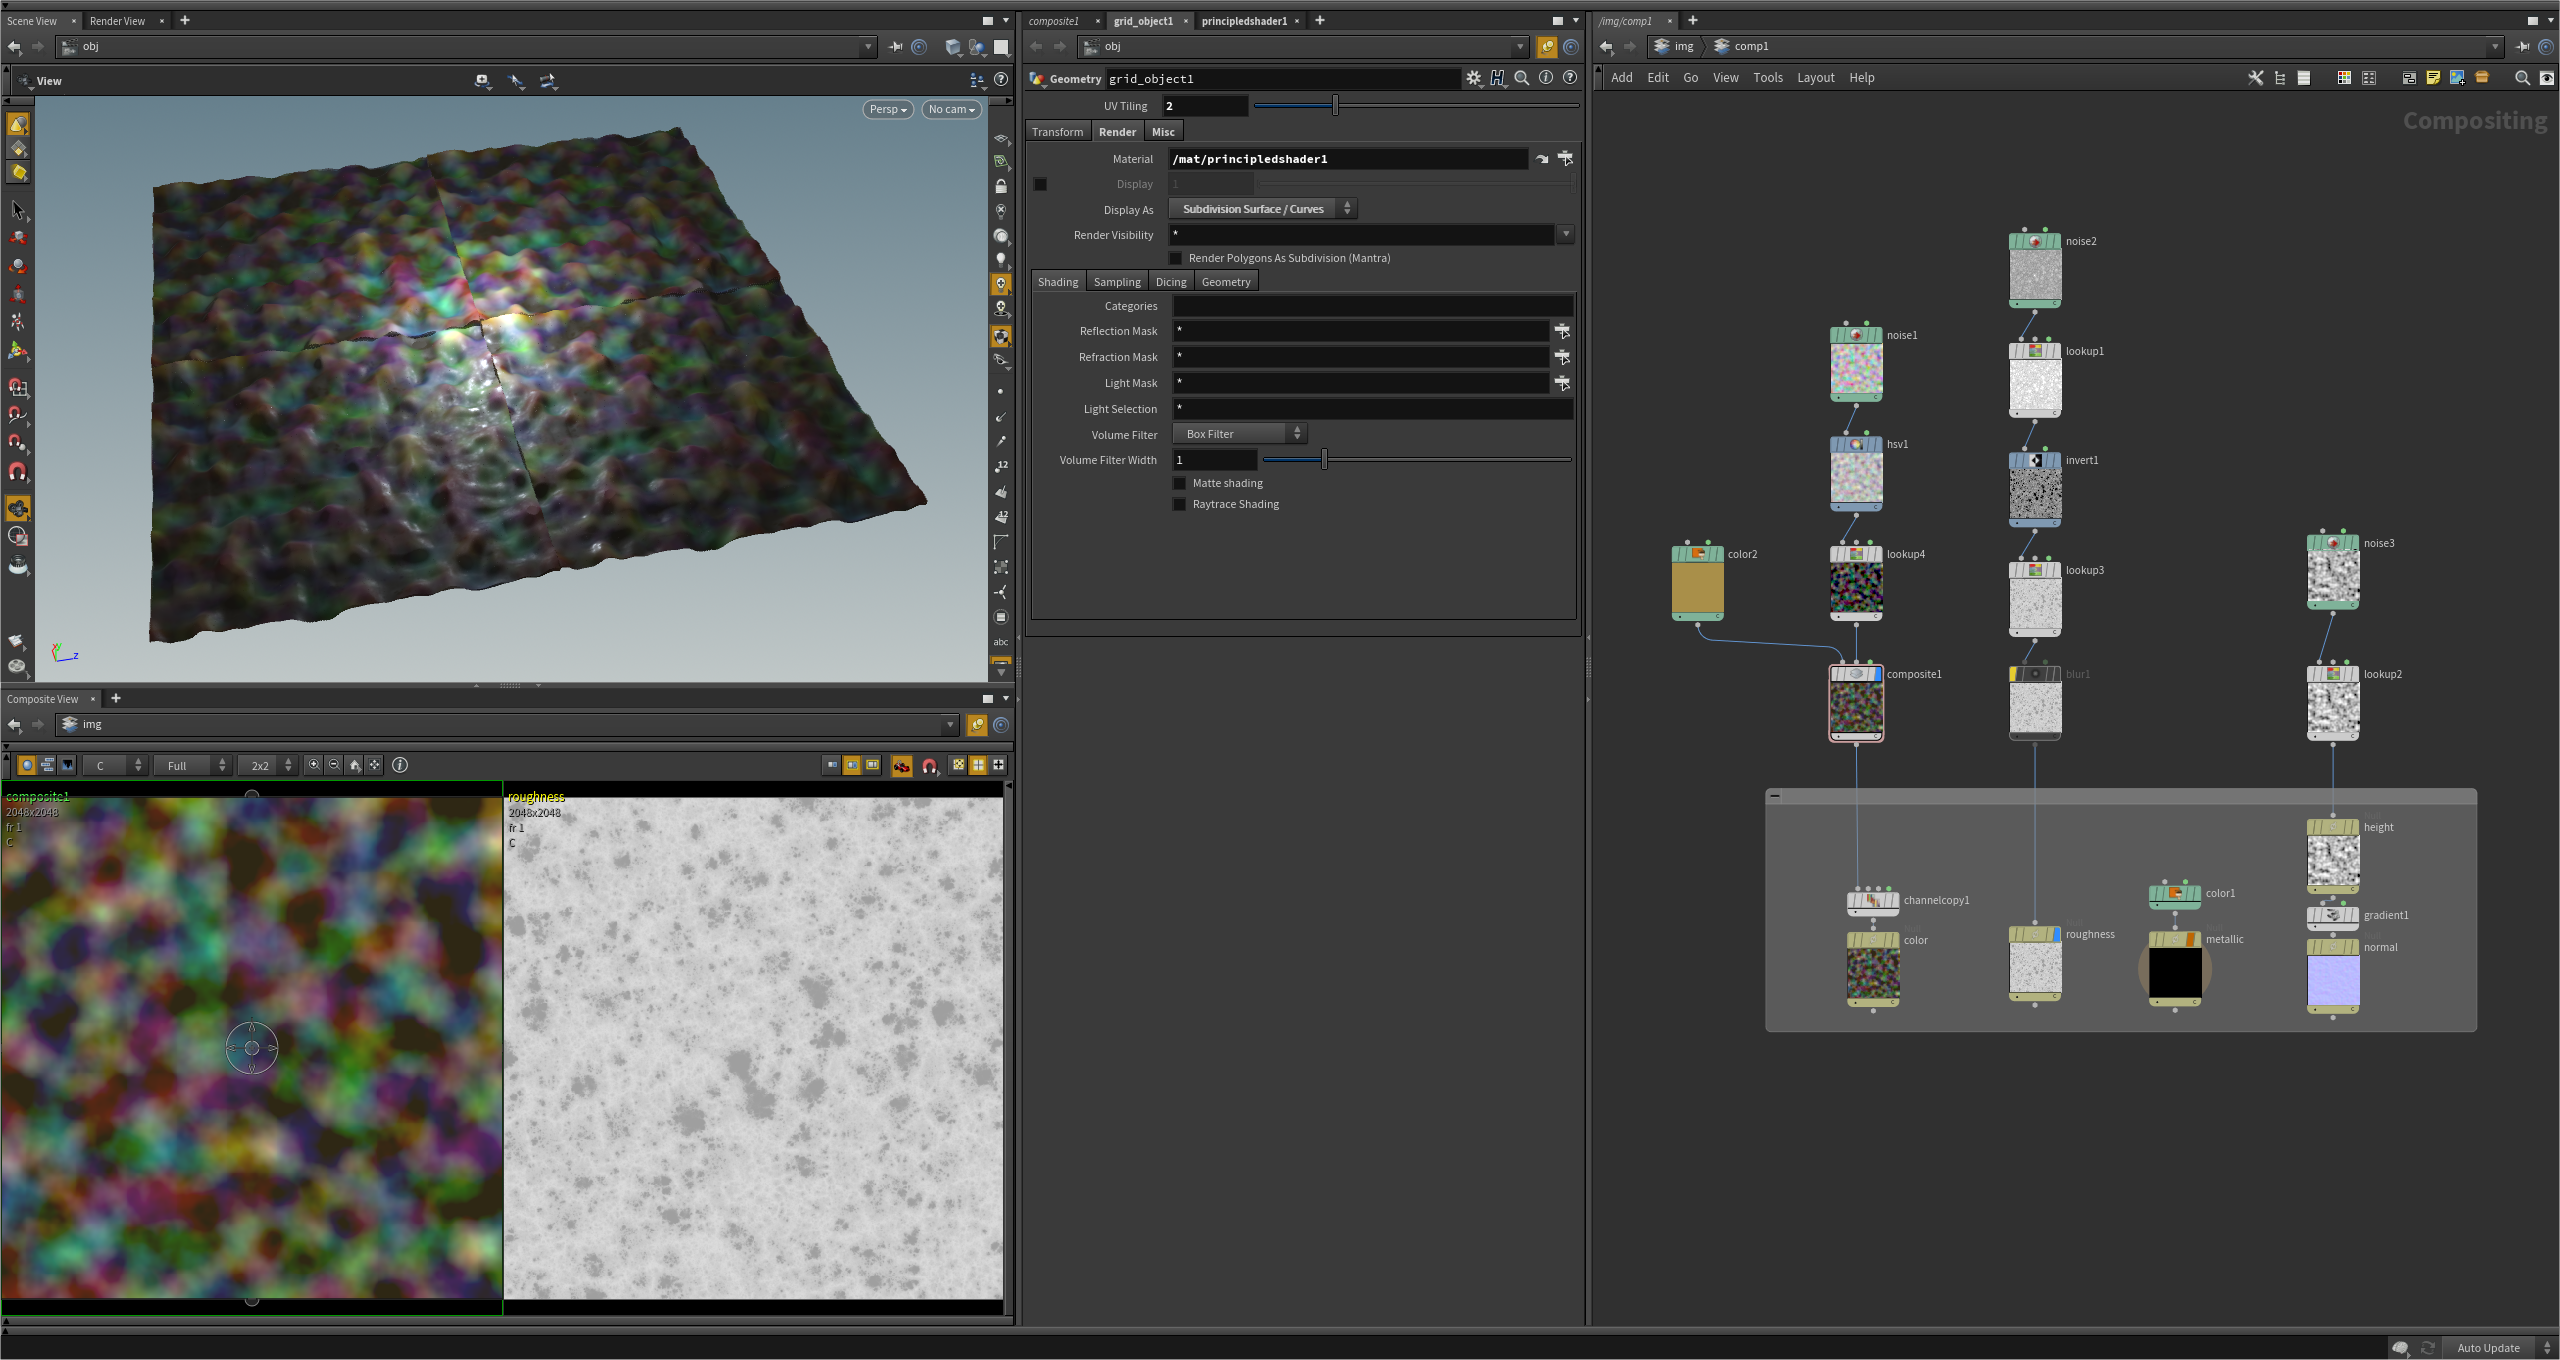 Scene View
Render View
obj
View
Persp
No cam
z
12
12
abc
Composite View
img
C
Full
2x2
composite1
2048x2048
fr 1
C
roughness
2048x2048
fr 1
C
composite1
grid_object1
principledshader1
obj
Geometry
grid_object1
UV Tiling
2
Transform
Render
Misc
Material
/mat/principledshader1
Display
1
Display As
Subdivision Surface / Curves
Render Visibility
*
Render Polygons As Subdivision (Mantra)
Shading
Sampling
Dicing
Geometry
Categories
Reflection Mask
*
Refraction Mask
*
Light Mask
*
Light Selection
*
Volume Filter
Box Filter
Volume Filter Width
1
Matte shading
Raytrace Shading
/img/comp1
img
comp1
Add
Edit
Go
View
Tools
Layout
Help
Compositing
noise2
noise1
lookup1
hsv1
invert1
color2
lookup4
lookup3
noise3
composite1
blur1
lookup2
height
channelcopy1
color1
gradient1
color
roughness
metallic
normal
Auto Update